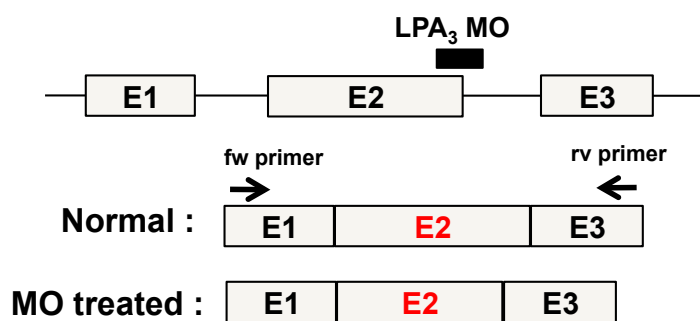 LPA₃ MO
E1 E2 E3
fw primer rv primer
Normal : E1 E2 E3
MO treated : E1 E2 E3